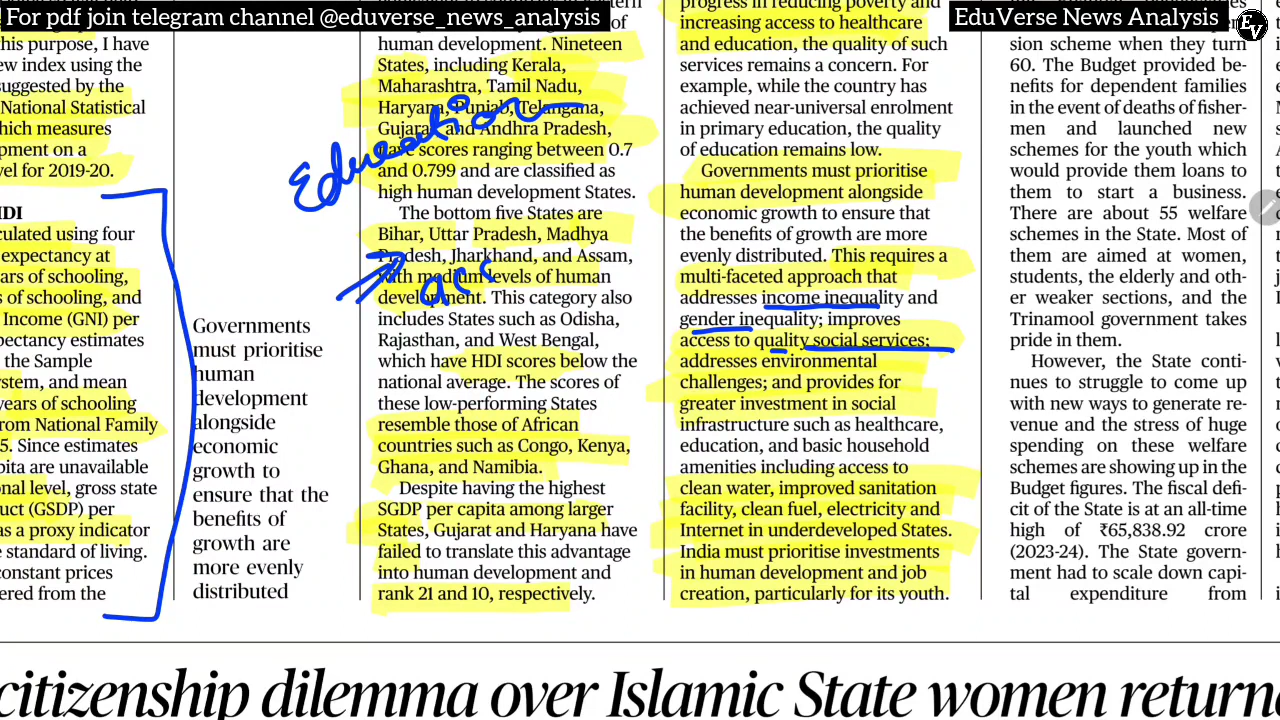 For pdf join telegram channel @eduverse_news_analysis
EduVerse News Analysis
his purpose, I have
ew index using the
uggested by the
National Statistical
hich measures
pment on a
vel for 2019-20.
HDI
culated using four
expectancy at
ars of schooling,
s of schooling, and
Income (GNI) per
pectancy estimates
the Sample
ystem, and mean
years of schooling
from National Family
5. Since estimates
pita are unavailable
onal level, gross state
uct (GSDP) per
as a proxy indicator
e standard of living.
constant prices
ered from the
Governments
must prioritise
human
development
alongside
economic
growth to
ensure that the
benefits of
growth are
more evenly
distributed
human development. Nineteen
States, including Kerala,
Maharashtra, Tamil Nadu,
Haryana, Punjab, Telangana,
Gujarat, and Andhra Pradesh,
have scores ranging between 0.7
and 0.799 and are classified as
high human development States.
The bottom five States are
Bihar, Uttar Pradesh, Madhya
Pradesh, Jharkhand, and Assam,
with medium levels of human
development. This category also
includes States such as Odisha,
Rajasthan, and West Bengal,
which have HDI scores below the
national average. The scores of
these low-performing States
resemble those of African
countries such as Congo, Kenya,
Ghana, and Namibia.
Despite having the highest
SGDP per capita among larger
States, Gujarat and Haryana have
failed to translate this advantage
into human development and
rank 21 and 10, respectively.
Education
acc
progress in reducing poverty and
increasing access to healthcare
and education, the quality of such
services remains a concern. For
example, while the country has
achieved near-universal enrolment
in primary education, the quality
of education remains low.
Governments must prioritise
human development alongside
economic growth to ensure that
the benefits of growth are more
evenly distributed. This requires a
multi-faceted approach that
addresses income inequality and
gender inequality; improves
access to quality social services;
addresses environmental
challenges; and provides for
greater investment in social
infrastructure such as healthcare,
education, and basic household
amenities including access to
clean water, improved sanitation
facility, clean fuel, electricity and
Internet in underdeveloped States.
India must prioritise investments
in human development and job
creation, particularly for its youth.
sion scheme when they turn
60. The Budget provided be-
nefits for dependent families
in the event of deaths of fisher-
men and launched new
schemes for the youth which
would provide them loans to
them to start a business.
There are about 55 welfare
schemes in the State. Most of
them are aimed at women,
students, the elderly and oth-
er weaker sections, and the
Trinamool government takes
pride in them.
However, the State conti-
nues to struggle to come up
with new ways to generate re-
venue and the stress of huge
spending on these welfare
schemes are showing up in the
Budget figures. The fiscal defi-
cit of the State is at an all-time
high of ₹65,838.92 crore
(2023-24). The State govern-
ment had to scale down capi-
tal expenditure from
citizenship dilemma over Islamic State women return